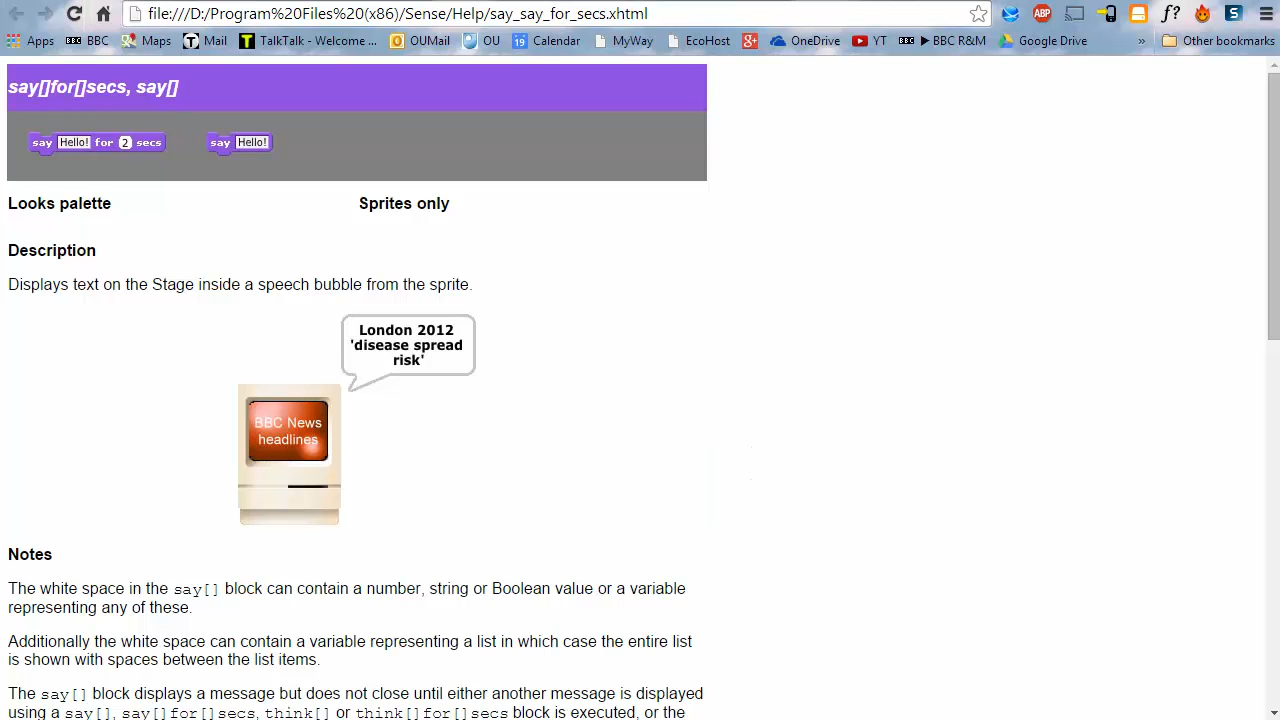 file:///D:/Program%20Files%20(x86)/Sense/Help/say_say_for_secs.xhtml
ABP
f?
S
Apps
BBC BBC
Maps
Mail
T TalkTalk - Welcome ...
OUMail
OU
19 Calendar
MyWay
EcoHost
g+
OneDrive
YT
BBC ▶ BBC R&M
Google Drive
»
Other bookmarks
say[]for[]secs, say[]
say Hello! for 2 secs
say Hello!
Looks palette
Sprites only
Description
Displays text on the Stage inside a speech bubble from the sprite.
London 2012
'disease spread
risk'
BBC News
headlines
Notes
The white space in the say[] block can contain a number, string or Boolean value or a variable
representing any of these.
Additionally the white space can contain a variable representing a list in which case the entire list
is shown with spaces between the list items.
The say[] block displays a message but does not close until either another message is displayed
using a say[], say[]for[]secs, think[] or think[]for[]secs block is executed, or the